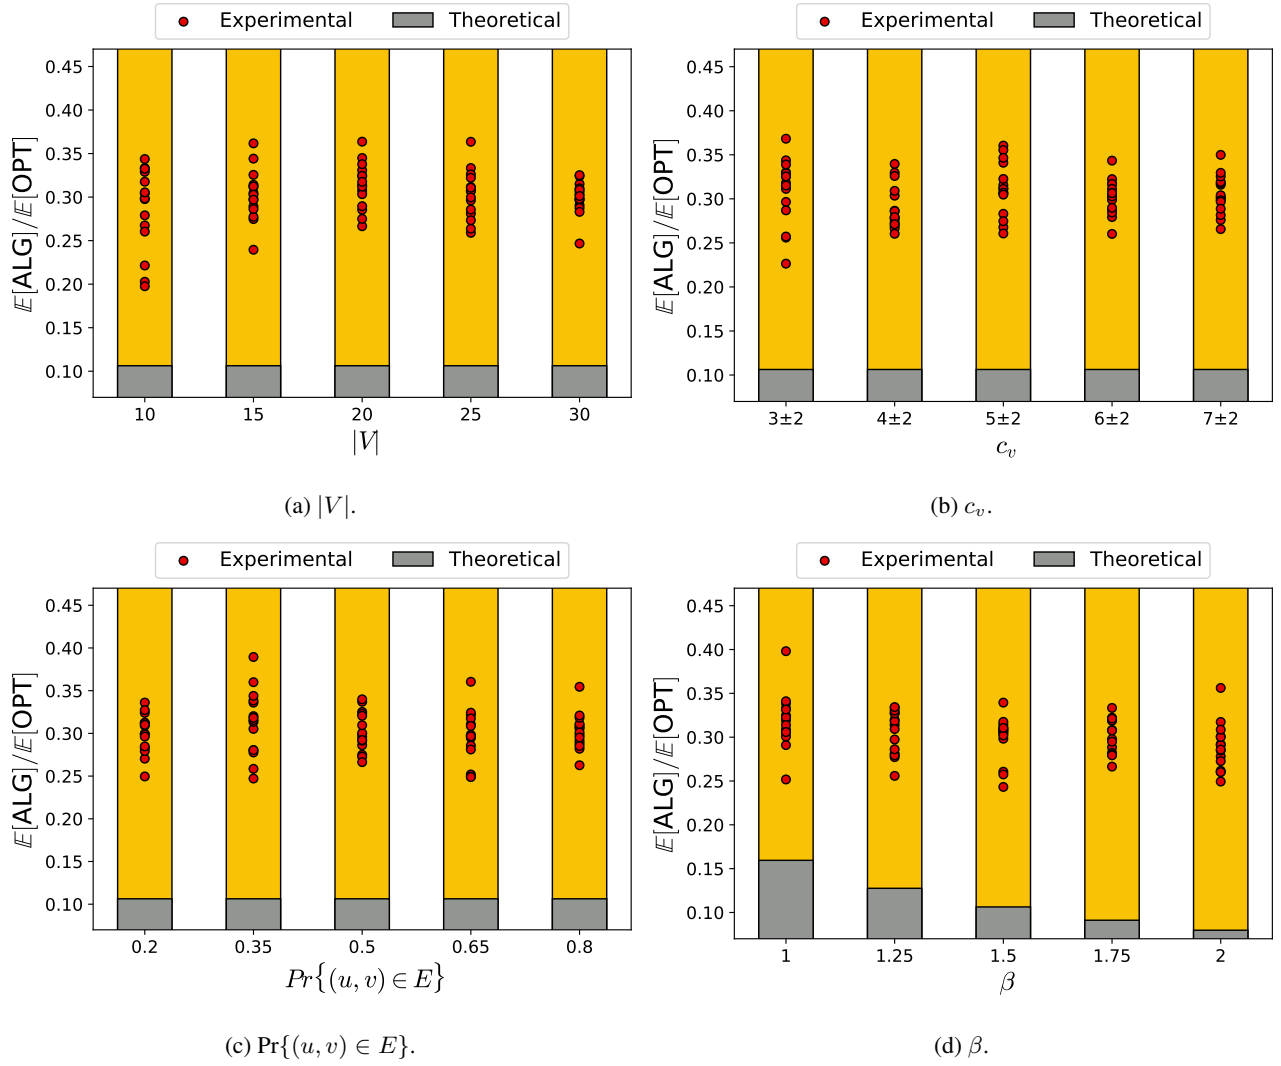 Experimental Theoretical
0.45
0.40
0.35
0.30
0.25
0.20
0.15
0.10
𝔼[ALG]/𝔼[OPT]
10 15 20 25 30
|V|
(a) |V|.
Experimental Theoretical
0.45
0.40
0.35
0.30
0.25
0.20
0.15
0.10
𝔼[ALG]/𝔼[OPT]
3±2 4±2 5±2 6±2 7±2
c_v
(b) c_v.
Experimental Theoretical
0.45
0.40
0.35
0.30
0.25
0.20
0.15
0.10
𝔼[ALG]/𝔼[OPT]
0.2 0.35 0.5 0.65 0.8
Pr{(u, v) ∈ E}
(c) Pr{(u, v) ∈ E}.
Experimental Theoretical
0.45
0.40
0.35
0.30
0.25
0.20
0.15
0.10
𝔼[ALG]/𝔼[OPT]
1 1.25 1.5 1.75 2
β
(d) β.